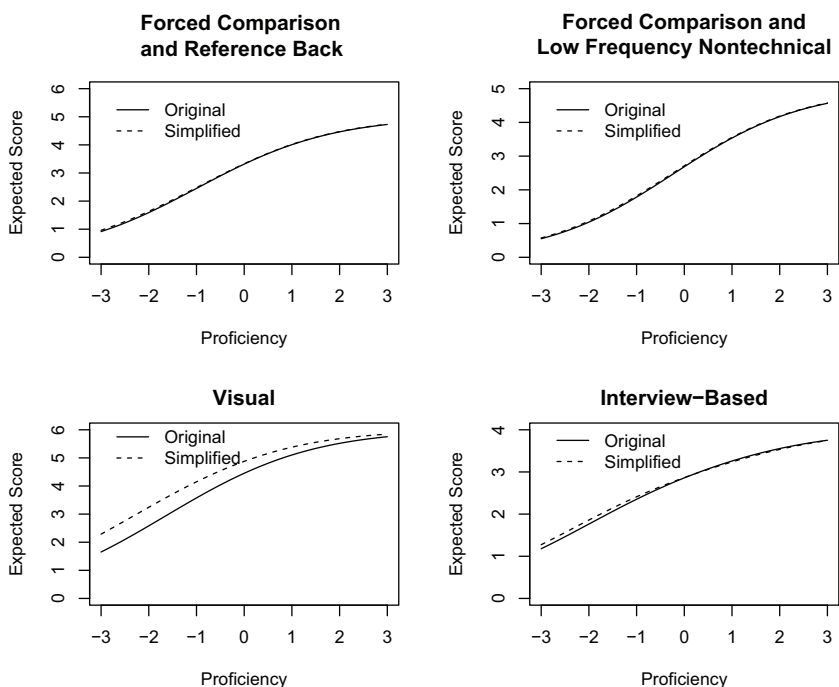 Forced Comparison
and Reference Back
Expected Score
6
5
4
3
2
1
0
Original
Simplified
−3 −2 −1 0 1 2 3
Proficiency
Forced Comparison and
Low Frequency Nontechnical
Expected Score
5
4
3
2
1
0
Original
Simplified
−3 −2 −1 0 1 2 3
Proficiency
Visual
Expected Score
6
5
4
3
2
1
0
Original
Simplified
−3 −2 −1 0 1 2 3
Proficiency
Interview−Based
Expected Score
4
3
2
1
0
Original
Simplified
−3 −2 −1 0 1 2 3
Proficiency